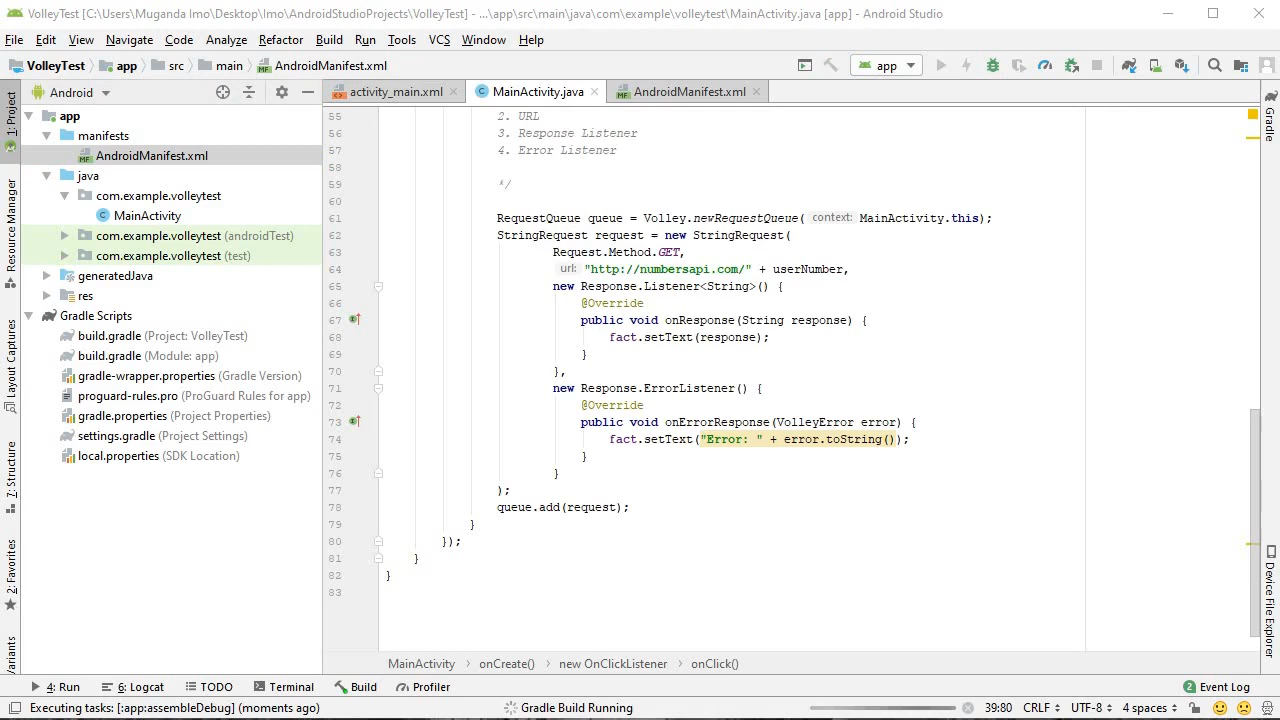 VolleyTest [C:\Users\Muganda Imo\Desktop\Imo\AndroidStudioProjects\VolleyTest] - ...\app\src\main\java\com\example\volleytest\MainActivity.java [app] - Android Studio
File Edit View Navigate Code Analyze Refactor Build Run Tools VCS Window Help
VolleyTest app src main AndroidManifest.xml app
Android
activity_main.xml MainActivity.java AndroidManifest.xml
1: Project
Resource Manager
Layout Captures
Z: Structure
2: Favorites
Variants
app
manifests
AndroidManifest.xml
java
com.example.volleytest
MainActivity
com.example.volleytest (androidTest)
com.example.volleytest (test)
generatedJava
res
Gradle Scripts
build.gradle (Project: VolleyTest)
build.gradle (Module: app)
gradle-wrapper.properties (Gradle Version)
proguard-rules.pro (ProGuard Rules for app)
gradle.properties (Project Properties)
settings.gradle (Project Settings)
local.properties (SDK Location)
55 2. URL
56 3. Response Listener
57 4. Error Listener
58
59 */
60
61 RequestQueue queue = Volley.newRequestQueue( context: MainActivity.this);
62 StringRequest request = new StringRequest(
63 Request.Method.GET,
64 url: "http://numbersapi.com/" + userNumber,
65 new Response.Listener<String>() {
66 @Override
67 public void onResponse(String response) {
68 fact.setText(response);
69 }
70 },
71 new Response.ErrorListener() {
72 @Override
73 public void onErrorResponse(VolleyError error) {
74 fact.setText("Error: " + error.toString());
75 }
76 }
77 );
78 queue.add(request);
79 }
80 });
81 }
82 }
83
Gradle
Device File Explorer
MainActivity › onCreate() › new OnClickListener › onClick()
4: Run 6: Logcat TODO Terminal Build Profiler 2 Event Log
Executing tasks: [:app:assembleDebug] (moments ago) Gradle Build Running 39:80 CRLF UTF-8 4 spaces